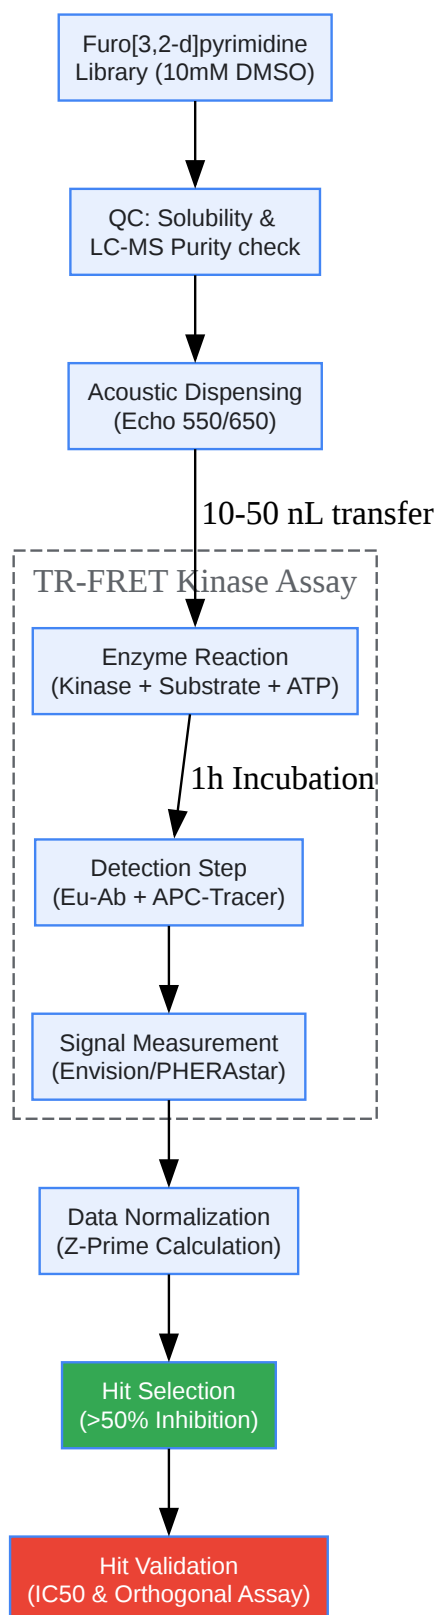 Furo[3,2-d]pyrimidine
Library (10mM DMSO)
QC: Solubility &
LC-MS Purity check
Acoustic Dispensing
(Echo 550/650)
10-50 nL transfer
TR-FRET Kinase Assay
Enzyme Reaction
(Kinase + Substrate + ATP)
1h Incubation
Detection Step
(Eu-Ab + APC-Tracer)
Signal Measurement
(Envision/PHERAstar)
Data Normalization
(Z-Prime Calculation)
Hit Selection
(>50% Inhibition)
Hit Validation
(IC50 & Orthogonal Assay)